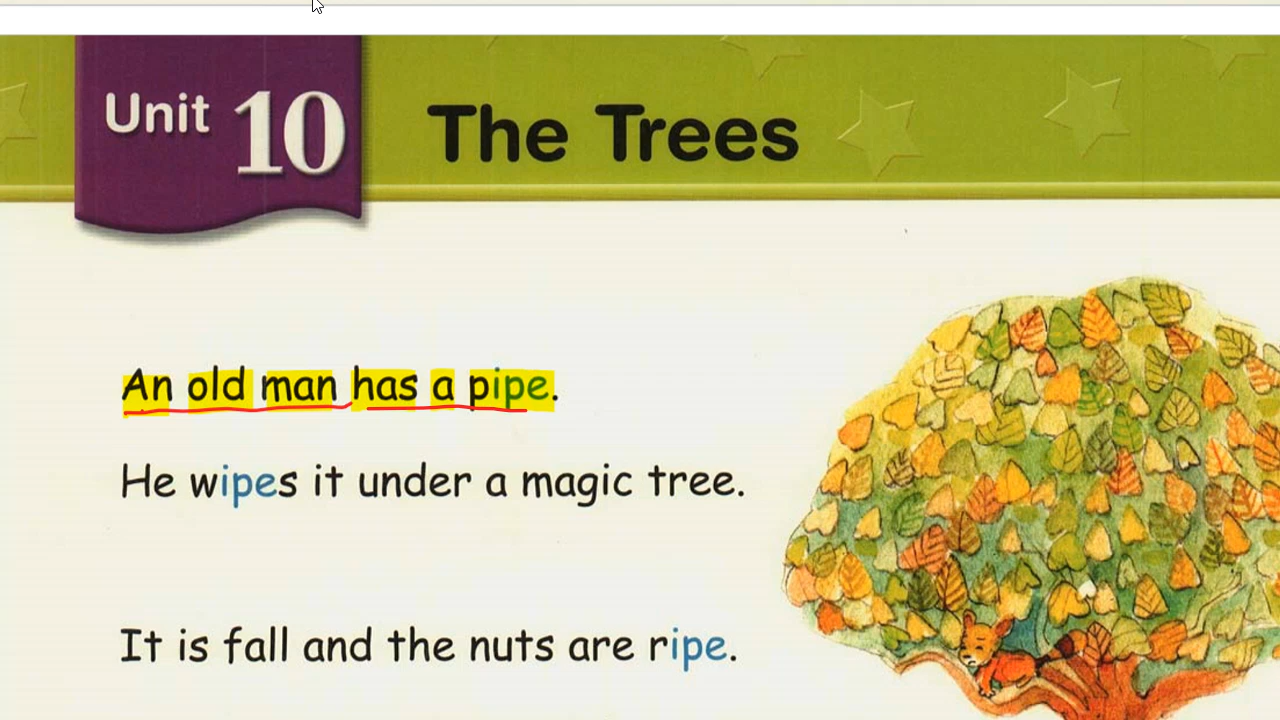 Unit 10
The Trees
An old man has a pipe.
He wipes it under a magic tree.
It is fall and the nuts are ripe.